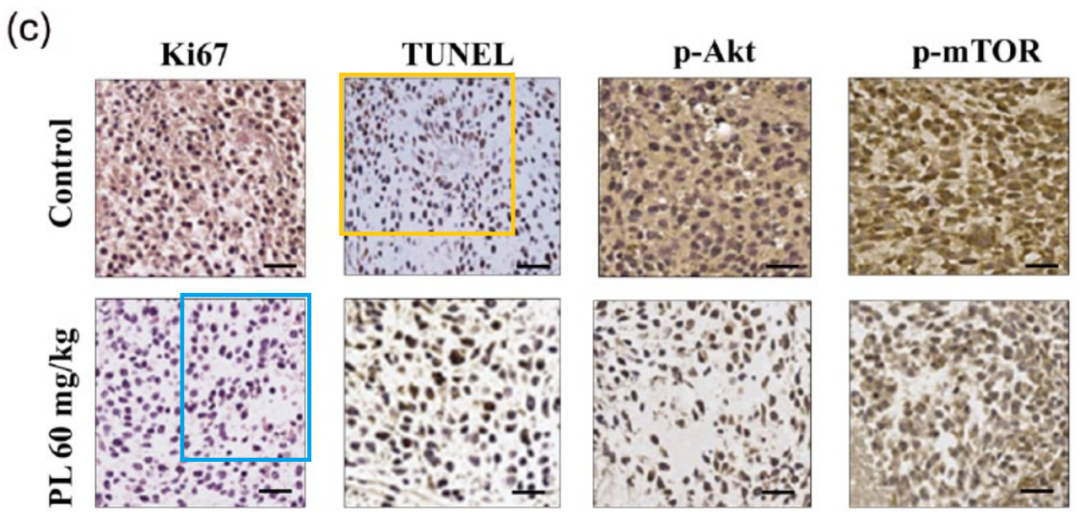 (c)
Ki67 TUNEL p-Akt p-mTOR
Control
PL 60 mg/kg